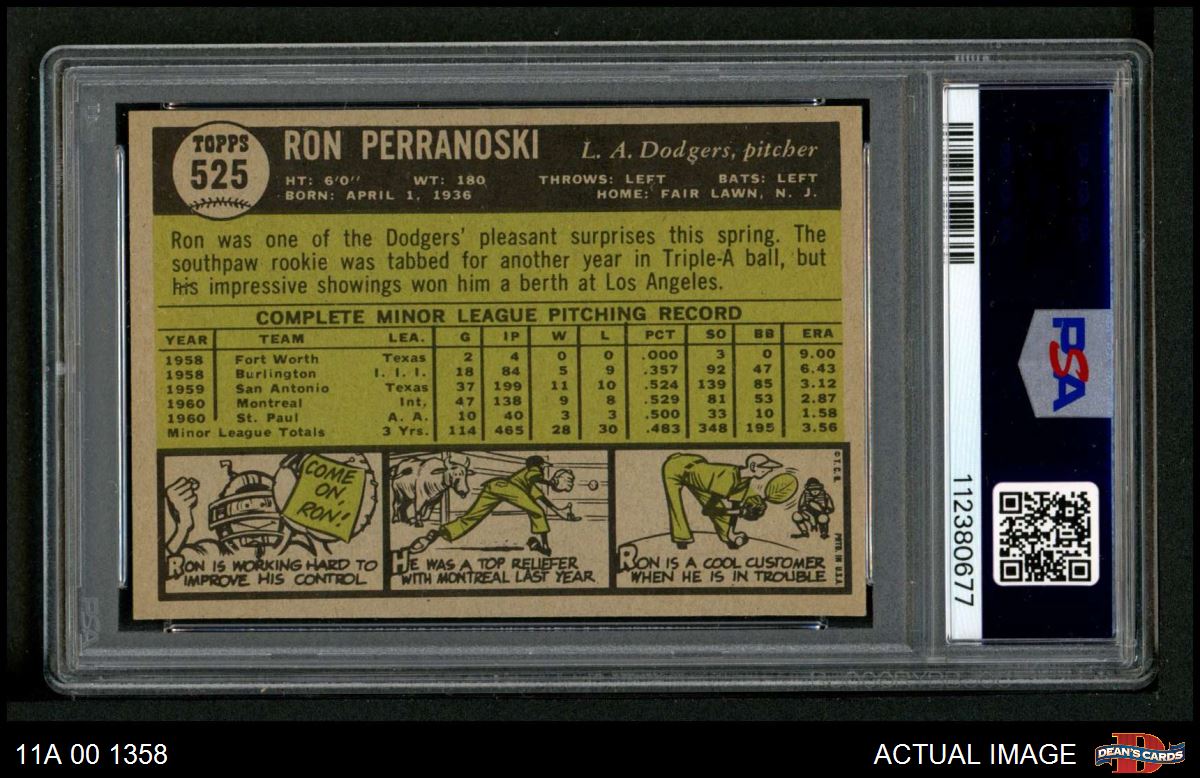 TOPPS
525
RON PERRANOSKI
L. A. Dodgers, pitcher
HT: 6'0'' WT: 180 THROWS: LEFT BATS: LEFT
BORN: APRIL 1, 1936 HOME: FAIR LAWN, N. J.
Ron was one of the Dodgers' pleasant surprises this spring. The
southpaw rookie was tabbed for another year in Triple-A ball, but
his impressive showings won him a berth at Los Angeles.
COMPLETE MINOR LEAGUE PITCHING RECORD
YEAR TEAM LEA. G IP W L PCT SO BB ERA
1958 Fort Worth Texas 2 4 0 0 .000 3 0 9.00
1958 Burlington I. I. I. 18 84 5 9 .357 92 47 6.43
1959 San Antonio Texas 37 199 11 10 .524 139 85 3.12
1960 Montreal Int. 47 138 9 8 .529 81 53 2.87
1960 St. Paul A. A. 10 40 3 3 .500 33 10 1.58
Minor League Totals 3 Yrs. 114 465 28 30 .483 348 195 3.56
COME
ON,
RON!
RON IS WORKING HARD TO
IMPROVE HIS CONTROL
HE WAS A TOP RELIEFER
WITH MONTREAL LAST YEAR
RON IS A COOL CUSTOMER
WHEN HE IS IN TROUBLE
© T. C. G.
PRTD. IN U.S.A.
PSA
112380677
PSA
11A 00 1358
ACTUAL IMAGE
D
DEAN'S CARDS